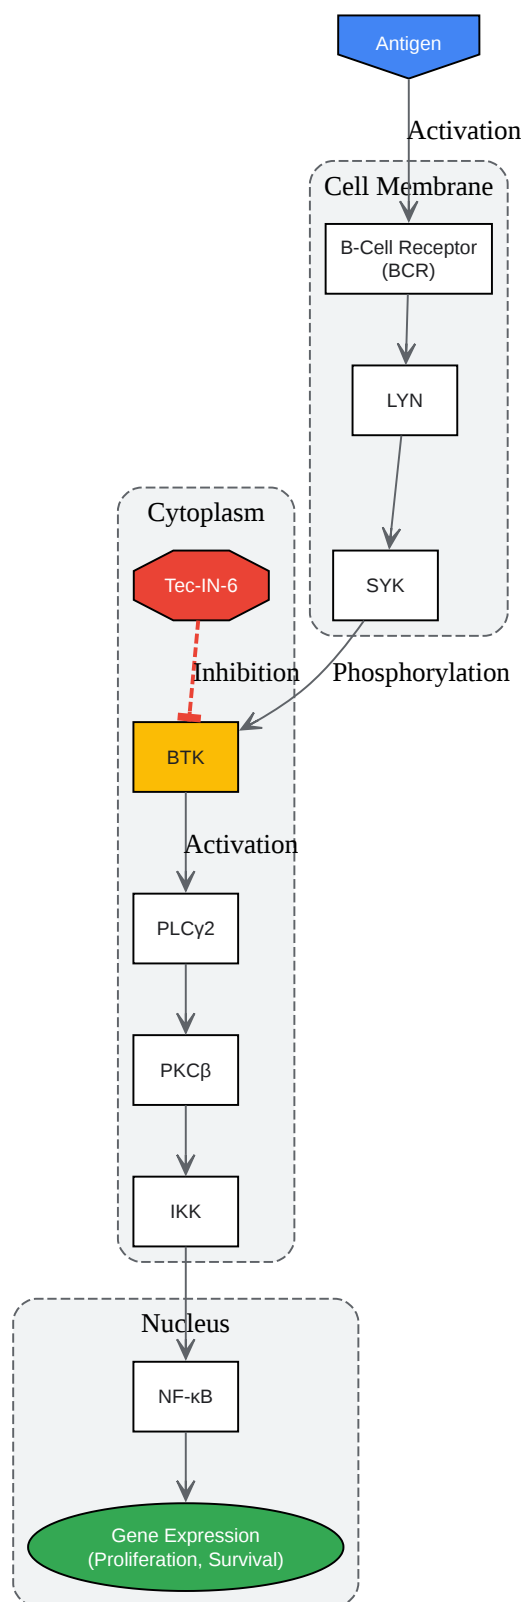 Antigen
Activation
Cell Membrane
B-Cell Receptor
(BCR)
LYN
Cytoplasm
Tec-IN-6
SYK
Inhibition
Phosphorylation
BTK
Activation
PLCγ2
PKCβ
IKK
Nucleus
NF-κB
Gene Expression
(Proliferation, Survival)